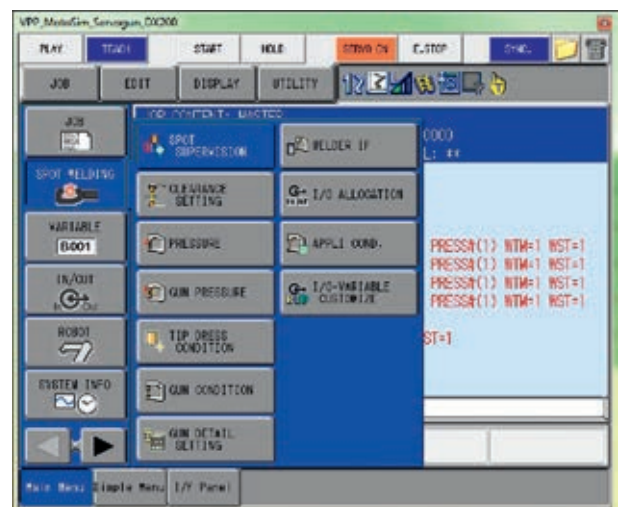 VPP_MotoSim_Servogun_DX200
PLAY TEACH START HOLD SERVO ON E.STOP SYNC.
JOB EDIT DISPLAY UTILITY
JOB CONTENT: MASTER
JOB
SPOT WELDING
VARIABLE
B001
IN/OUT
ROBOT
SYSTEM INFO
SPOT
SUPERVISION
CLEARANCE
SETTING
PRESSURE
GUN PRESSURE
TIP DRESS
CONDITION
GUN CONDITION
GUN DETAIL
SETTING
WELDER IF
I/O ALLOCATION
APPLI COND.
I/O-VARIABLE
CUSTOMIZE
0000
L: **
PRESS#(1) WTM=1 WST=1
PRESS#(1) WTM=1 WST=1
PRESS#(1) WTM=1 WST=1
PRESS#(1) WTM=1 WST=1
ST=1
Main Menu Simple Menu I/F Panel